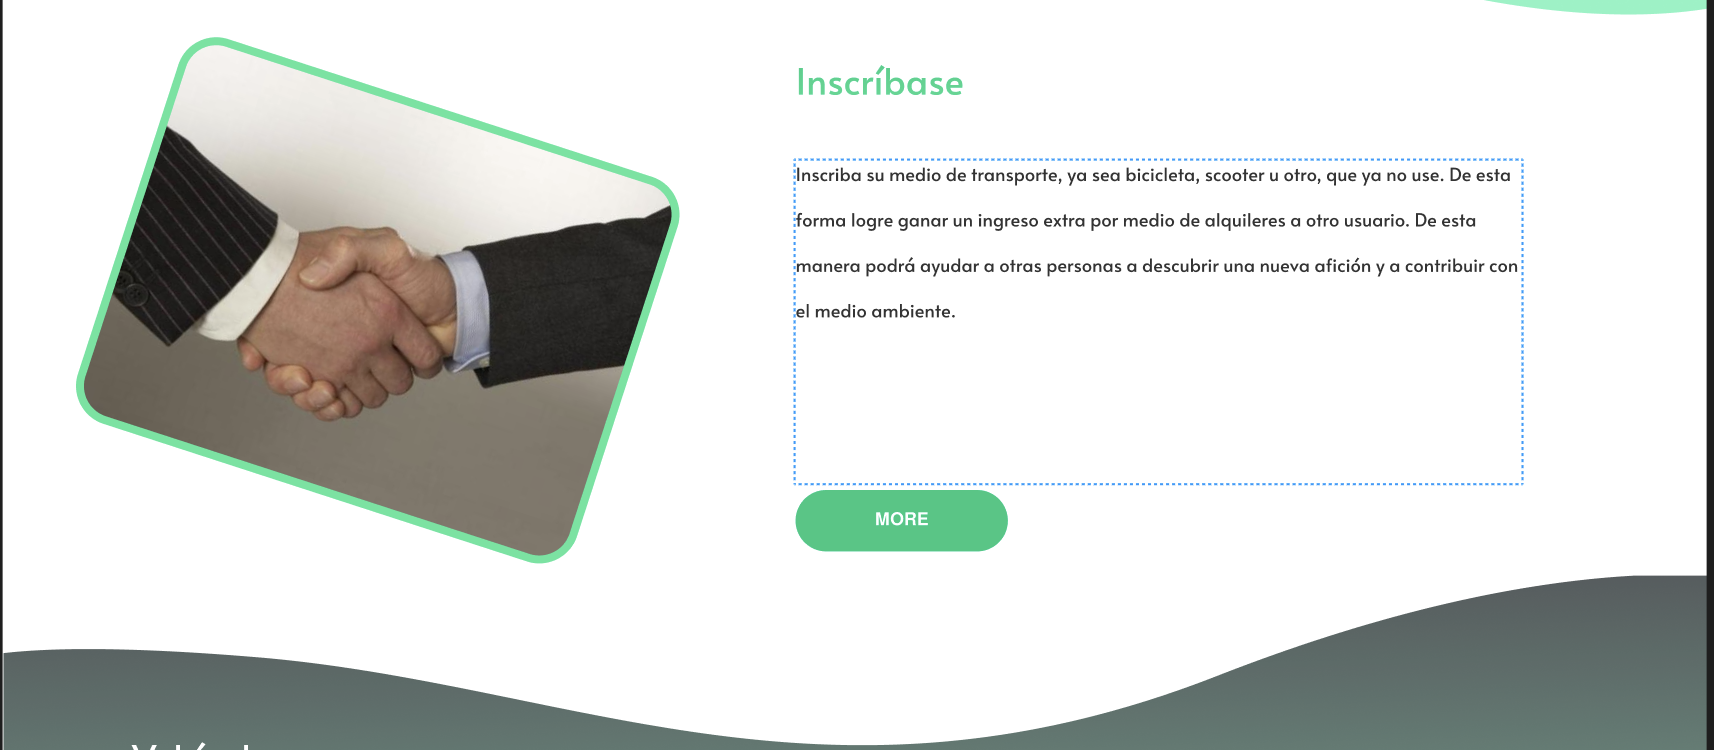 Inscríbase
Inscriba su medio de transporte, ya sea bicicleta, scooter u otro, que ya no use. De esta
forma logre ganar un ingreso extra por medio de alquileres a otro usuario. De esta
manera podrá ayudar a otras personas a descubrir una nueva afición y a contribuir con
el medio ambiente.
MORE